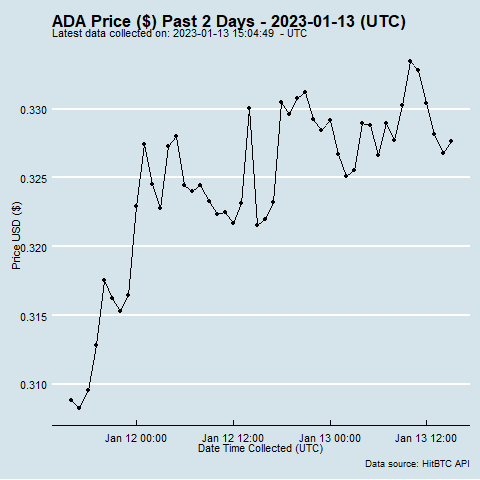 ADA Price ($) Past 2 Days - 2023-01-13 (UTC)
Latest data collected on: 2023-01-13 15:04:49 - UTC
0.330
0.325
0.320
0.315
0.310
Price USD ($)
Jan 12 00:00 Jan 12 12:00 Jan 13 00:00 Jan 13 12:00
Date Time Collected (UTC)
Data source: HitBTC API